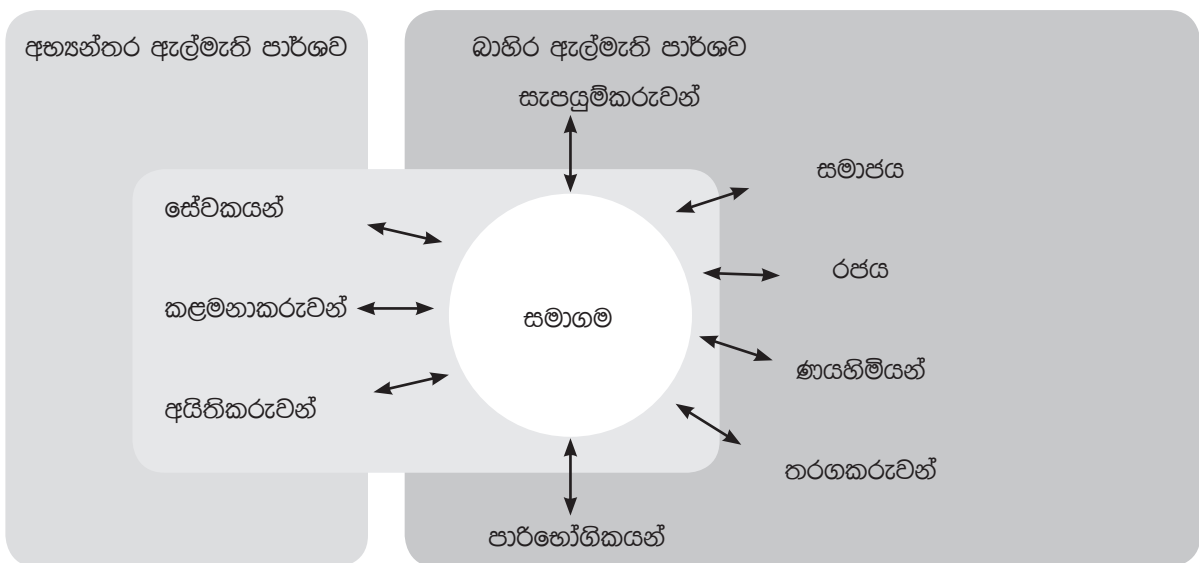 අභ්‍යන්තර ඇල්මැති පාර්ශව
බාහිර ඇල්මැති පාර්ශව
සැපයුම්කරුවන්
සමාජය
සේවකයන්
රජය
කළමනාකරුවන්
සමාගම
ණයහිමියන්
අයිතිකරුවන්
තරගකරුවන්
පාරිභෝගිකයන්